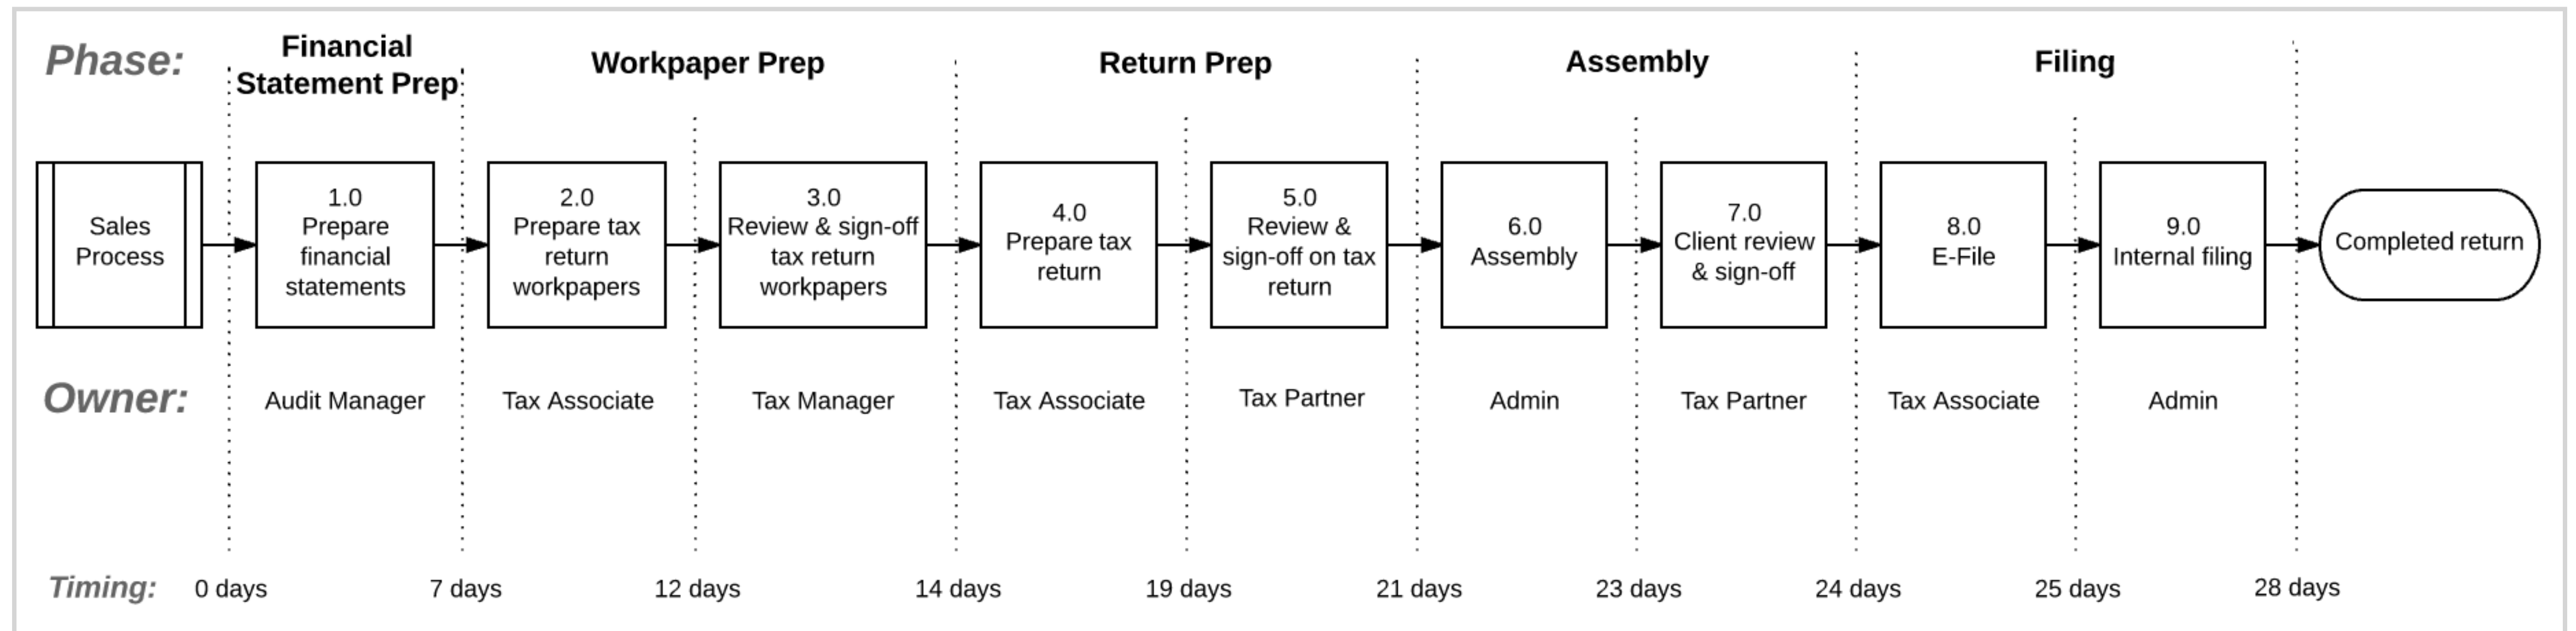 Phase:
Financial
Statement Prep
Workpaper Prep
Return Prep
Assembly
Filing
Sales
Process
1.0
Prepare
financial
statements
2.0
Prepare tax
return
workpapers
3.0
Review & sign-off
tax return
workpapers
4.0
Prepare tax
return
5.0
Review &
sign-off on tax
return
6.0
Assembly
7.0
Client review
& sign-off
8.0
E-File
9.0
Internal filing
Completed return
Owner:
Audit Manager
Tax Associate
Tax Manager
Tax Associate
Tax Partner
Admin
Tax Partner
Tax Associate
Admin
Timing:
0 days
7 days
12 days
14 days
19 days
21 days
23 days
24 days
25 days
28 days